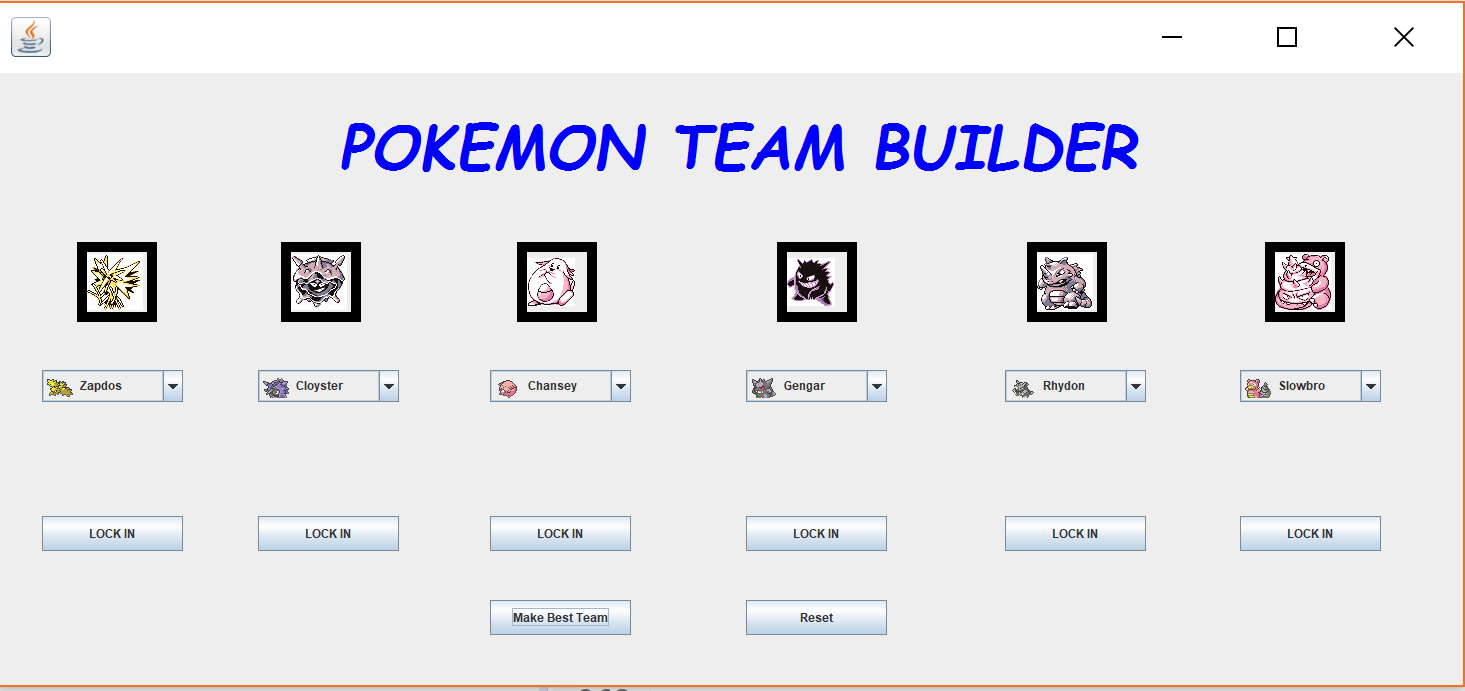 POKEMON TEAM BUILDER
Zapdos Cloyster Chansey Gengar Rhydon Slowbro
LOCK IN LOCK IN LOCK IN LOCK IN LOCK IN LOCK IN
Make Best Team Reset